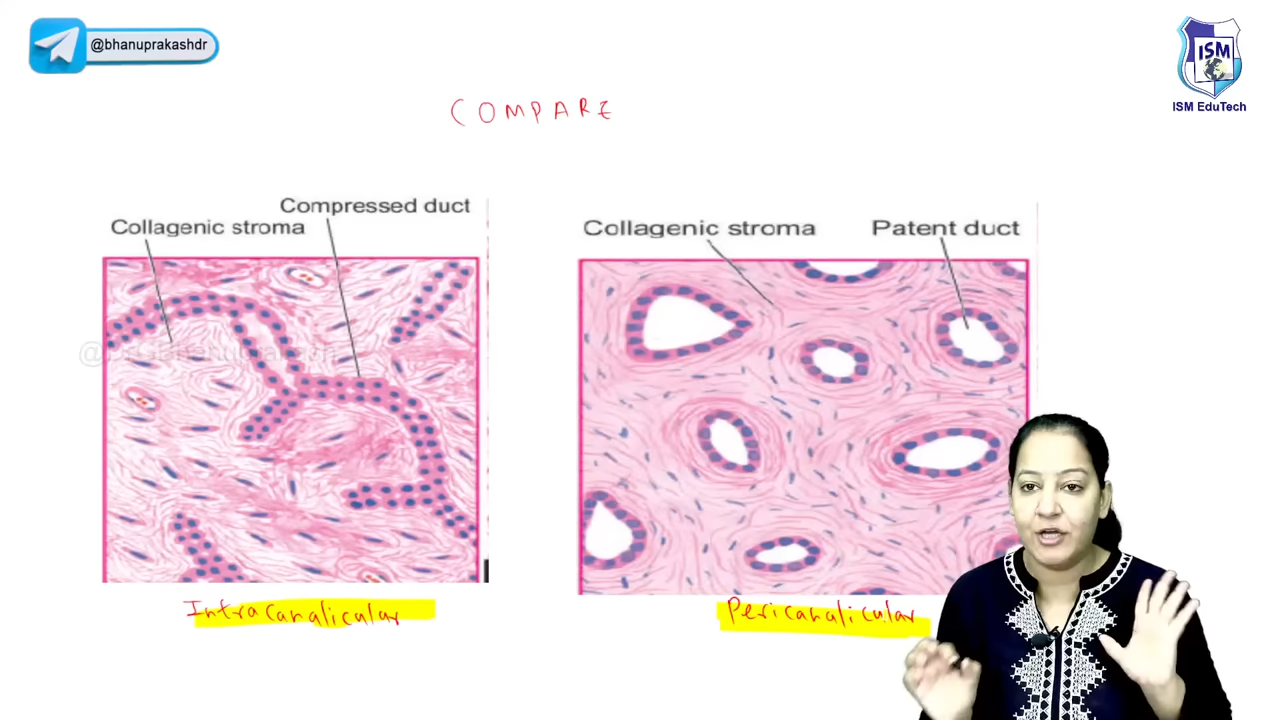 @bhanuprakashdr
ISM
ISM EduTech
COMPARE
Compressed duct
Collagenic stroma
Collagenic stroma
Patent duct
Intracanalicular
Pericanalicular